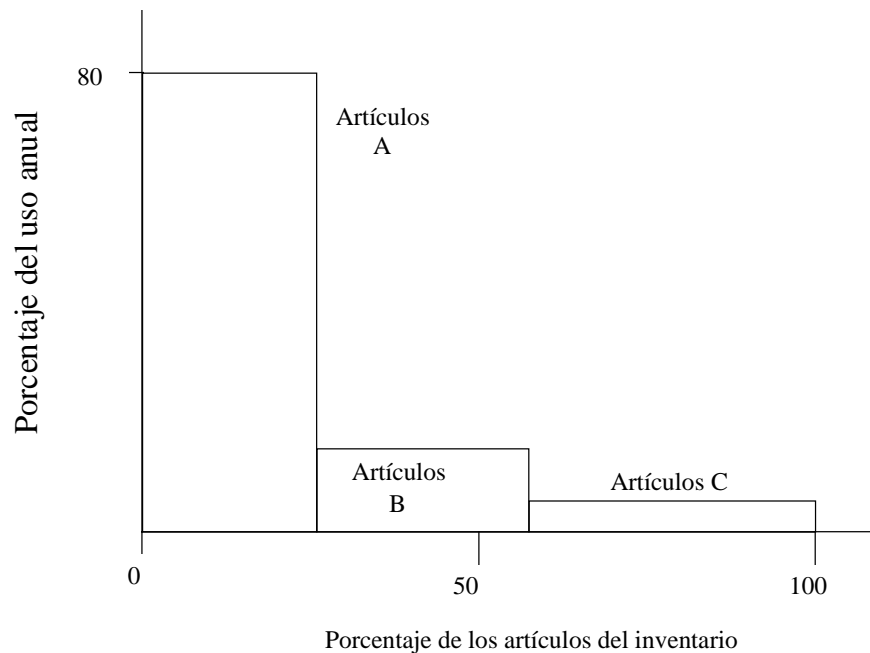 Porcentaje del uso anual
80
Artículos
A
Artículos
B
Artículos C
0
50
100
Porcentaje de los artículos del inventario